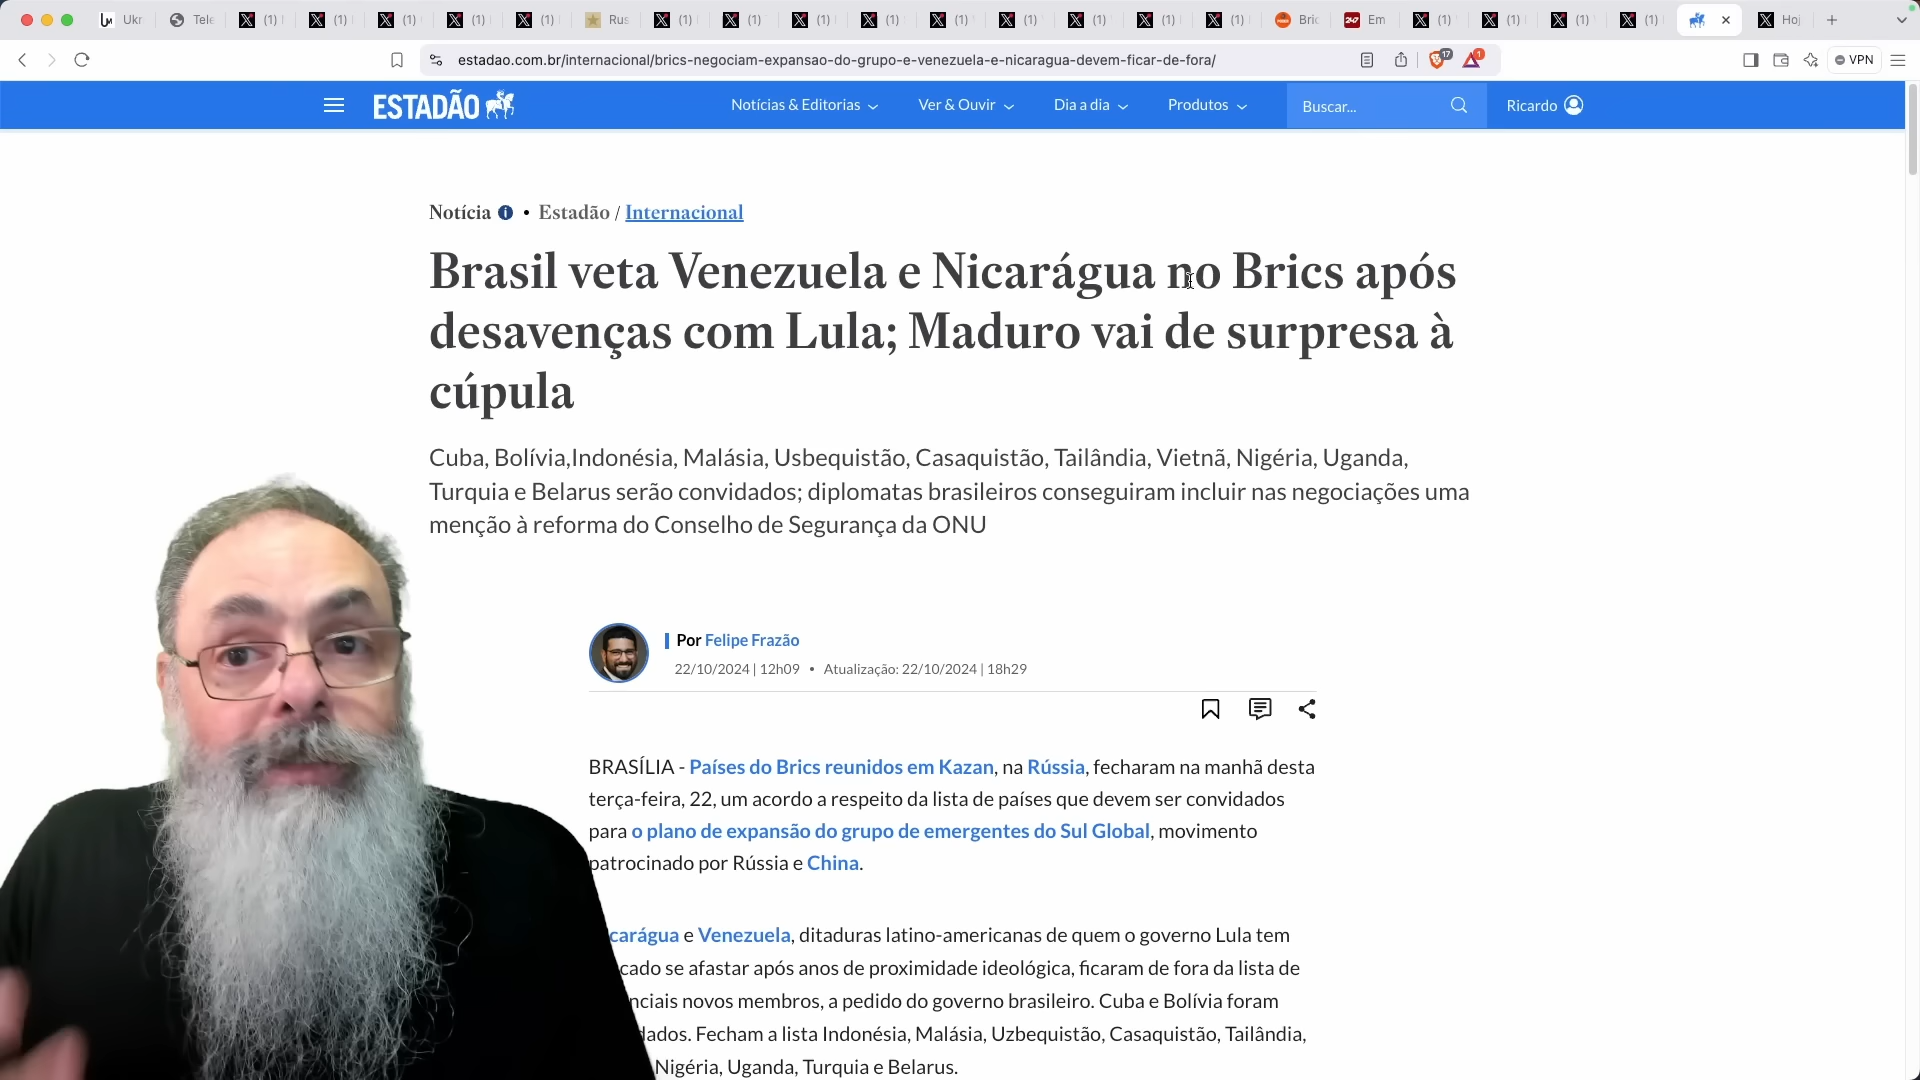 Ukr
Tele
(1)
(1)
(1)
(1)
(1)
Rus
(1)
(1)
(1)
(1)
(1)
(1)
(1)
(1)
(1)
Bric
247
Em
(1)
(1)
(1)
(1)
Hoj
estadao.com.br/internacional/brics-negociam-expansao-do-grupo-e-venezuela-e-nicaragua-devem-ficar-de-fora/
17
1
VPN
ESTADÃO
Notícias & Editorias
Ver & Ouvir
Dia a dia
Produtos
Buscar...
Ricardo
Notícia • Estadão / Internacional
Brasil veta Venezuela e Nicarágua no Brics após
desavenças com Lula; Maduro vai de surpresa à
cúpula
Cuba, Bolívia,Indonésia, Malásia, Usbequistão, Casaquistão, Tailândia, Vietnã, Nigéria, Uganda,
Turquia e Belarus serão convidados; diplomatas brasileiros conseguiram incluir nas negociações uma
menção à reforma do Conselho de Segurança da ONU
Por Felipe Frazão
22/10/2024 | 12h09 • Atualização: 22/10/2024 | 18h29
BRASÍLIA - Países do Brics reunidos em Kazan, na Rússia, fecharam na manhã desta
terça-feira, 22, um acordo a respeito da lista de países que devem ser convidados
para o plano de expansão do grupo de emergentes do Sul Global, movimento
patrocinado por Rússia e China.
carágua e Venezuela, ditaduras latino-americanas de quem o governo Lula tem
cado se afastar após anos de proximidade ideológica, ficaram de fora da lista de
nciais novos membros, a pedido do governo brasileiro. Cuba e Bolívia foram
dados. Fecham a lista Indonésia, Malásia, Uzbequistão, Casaquistão, Tailândia,
Nigéria, Uganda, Turquia e Belarus.